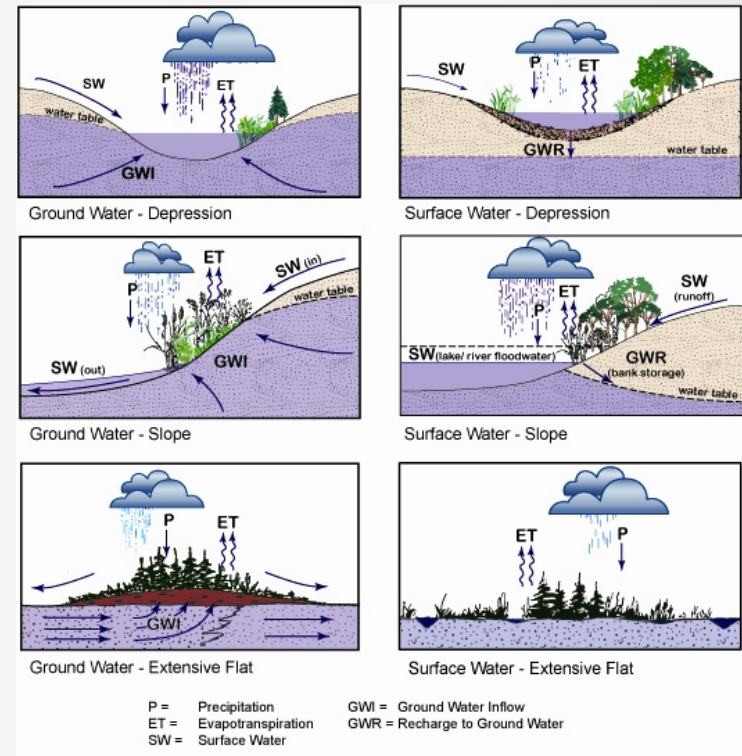 P
ET
SW
water table
GWI
Ground Water - Depression
P
ET
SW
GWR
water table
Surface Water - Depression
ET
SW (in)
P
water table
GWI
SW (out)
Ground Water - Slope
SW
(runoff)
ET
P
SW (lake/ river floodwater)
GWR
(bank storage)
water table
Surface Water - Slope
P
ET
GWI
Ground Water - Extensive Flat
ET
P
Surface Water - Extensive Flat
P = Precipitation GWI = Ground Water Inflow
ET = Evapotranspiration GWR = Recharge to Ground Water
SW = Surface Water